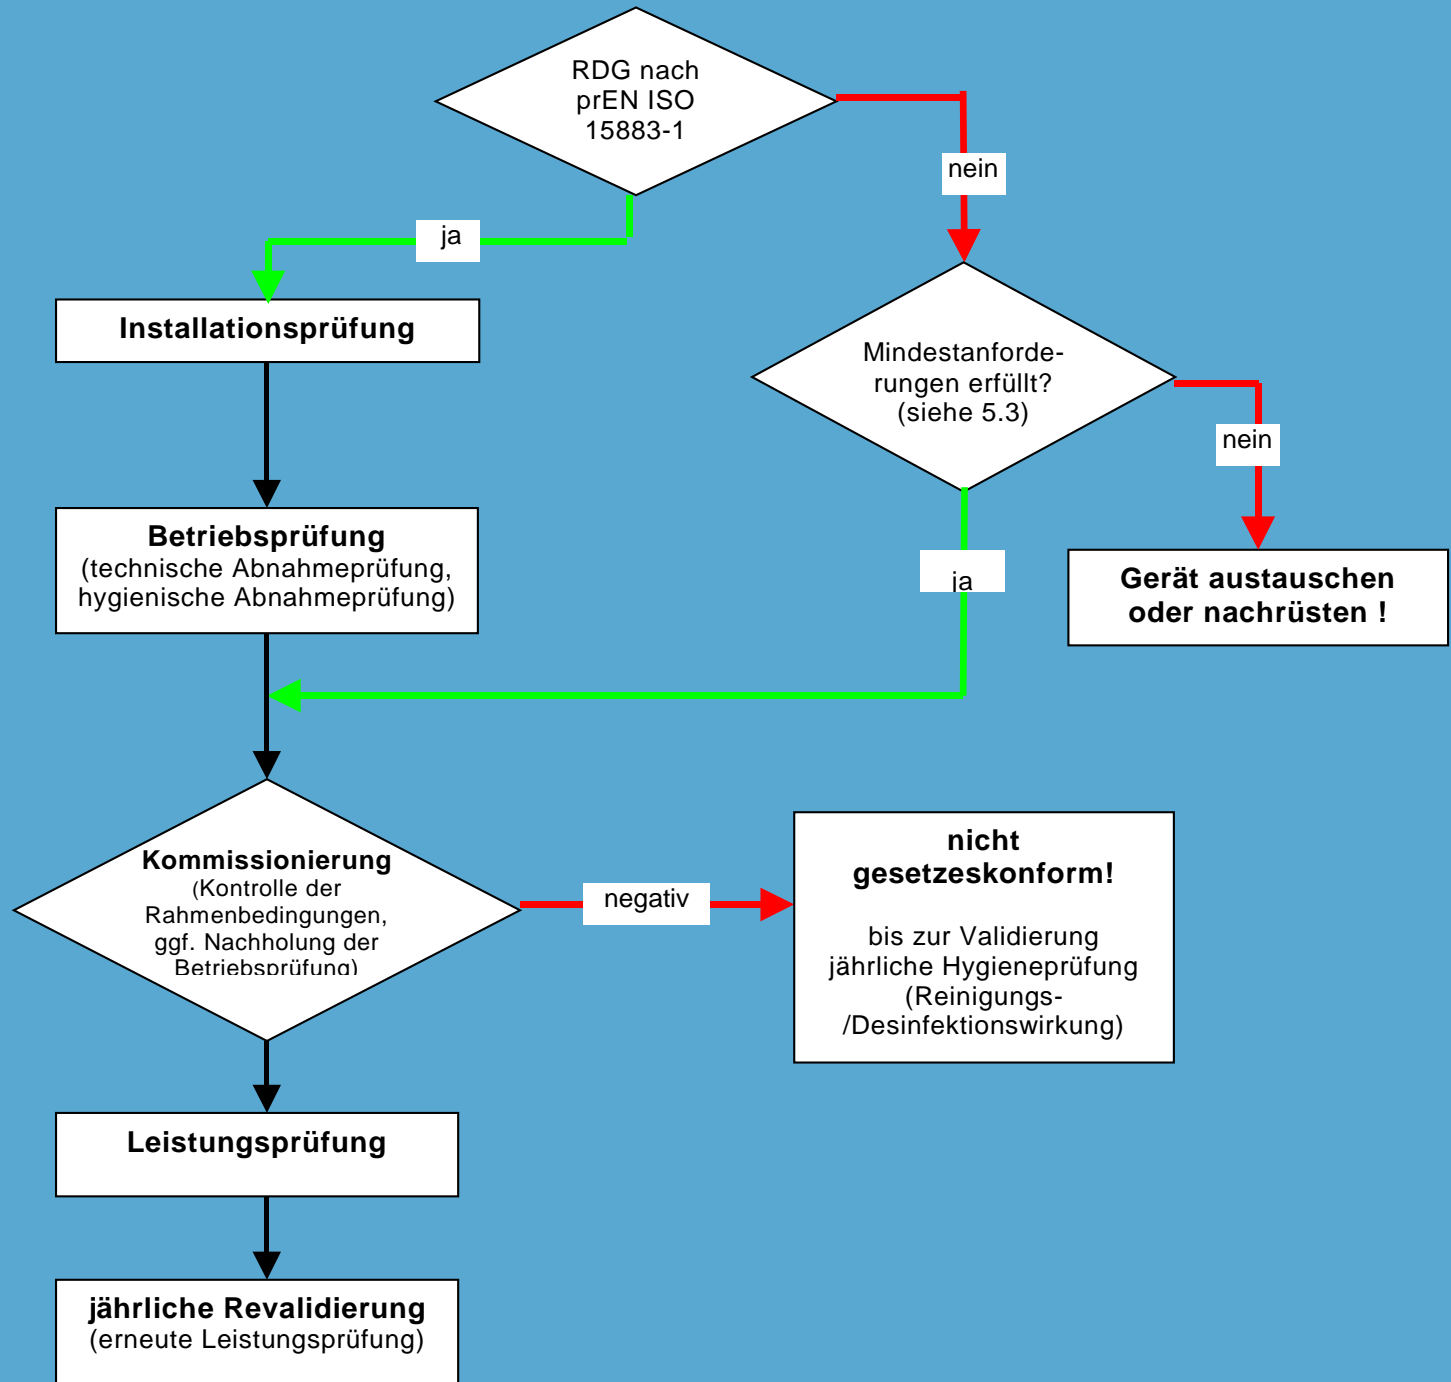 RDG nach
prEN ISO
15883-1
nein
ja
Installationsprüfung
Mindestanforde-
rungen erfüllt?
(siehe 5.3)
nein
Betriebsprüfung
(technische Abnahmeprüfung,
hygienische Abnahmeprüfung)
ja
Gerät austauschen
oder nachrüsten !
Kommissionierung
(Kontrolle der
Rahmenbedingungen,
ggf. Nachholung der
Betriebsprüfung)
negativ
nicht
gesetzeskonform!
bis zur Validierung
jährliche Hygieneprüfung
(Reinigungs-
/Desinfektionswirkung)
Leistungsprüfung
jährliche Revalidierung
(erneute Leistungsprüfung)